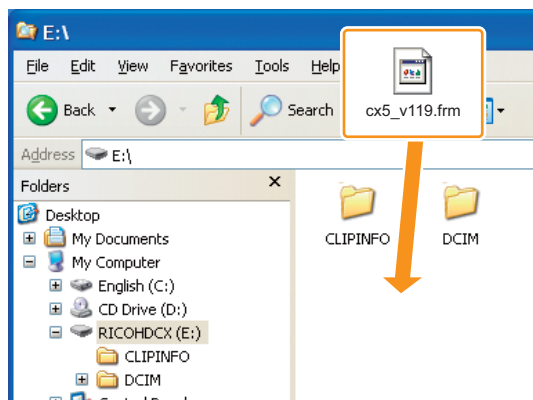 E:\
File Edit View Favorites Tools Help
cx5_v119.frm
Back Search
Address E:\
Folders
CLIPINFO DCIM
Desktop
My Documents
My Computer
English (C:)
CD Drive (D:)
RICOHDCX (E:)
CLIPINFO
DCIM